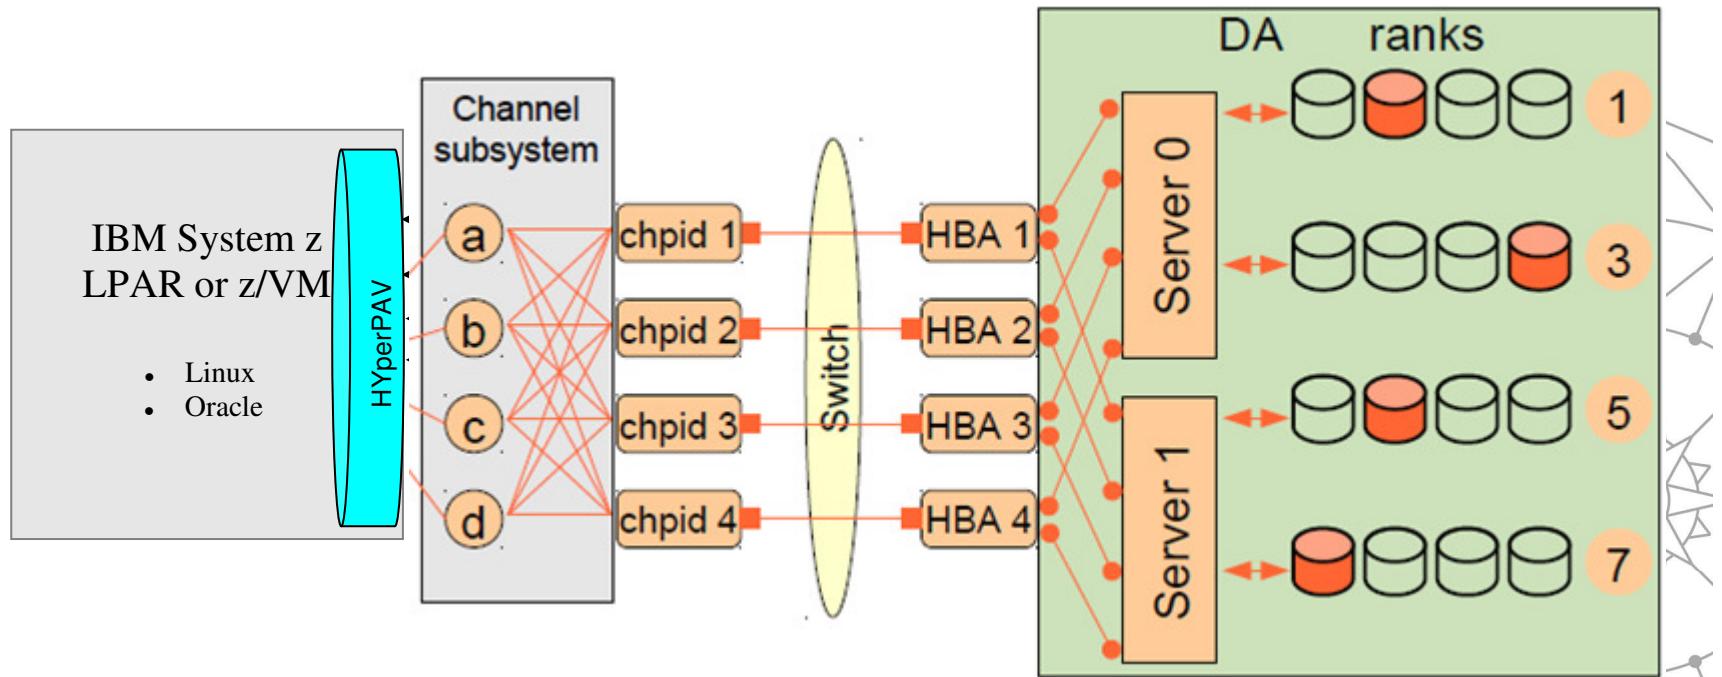 IBM System z
LPAR or z/VM
• Linux
• Oracle
HYperPAV
Channel
subsystem
a
b
c
d
chpid 1
chpid 2
chpid 3
chpid 4
Switch
HBA 1
HBA 2
HBA 3
HBA 4
DA ranks
Server 0
Server 1
1
3
5
7